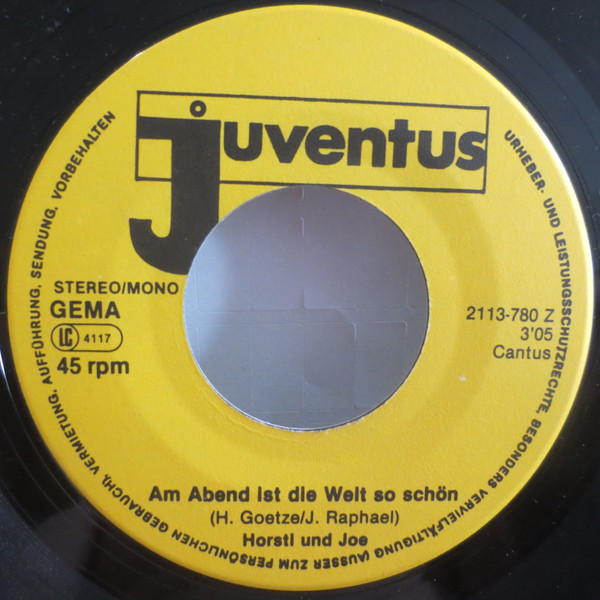 juventus
STEREO/MONO
GEMA
LC 4117
45 rpm
2113-780 Z
3'05
Cantus
Am Abend ist die Welt so schön
(H. Goetze/J. Raphael)
Horstl und Joe
URHEBER- UND LEISTUNGSSCHUTZRECHTE, BESONDERS VERVIELFÄLTIGUNG (AUSSER ZUM PERSÖNLICHEN GEBRAUCH), VERMIETUNG, AUFFÜHRUNG, SENDUNG, VORBEHALTEN